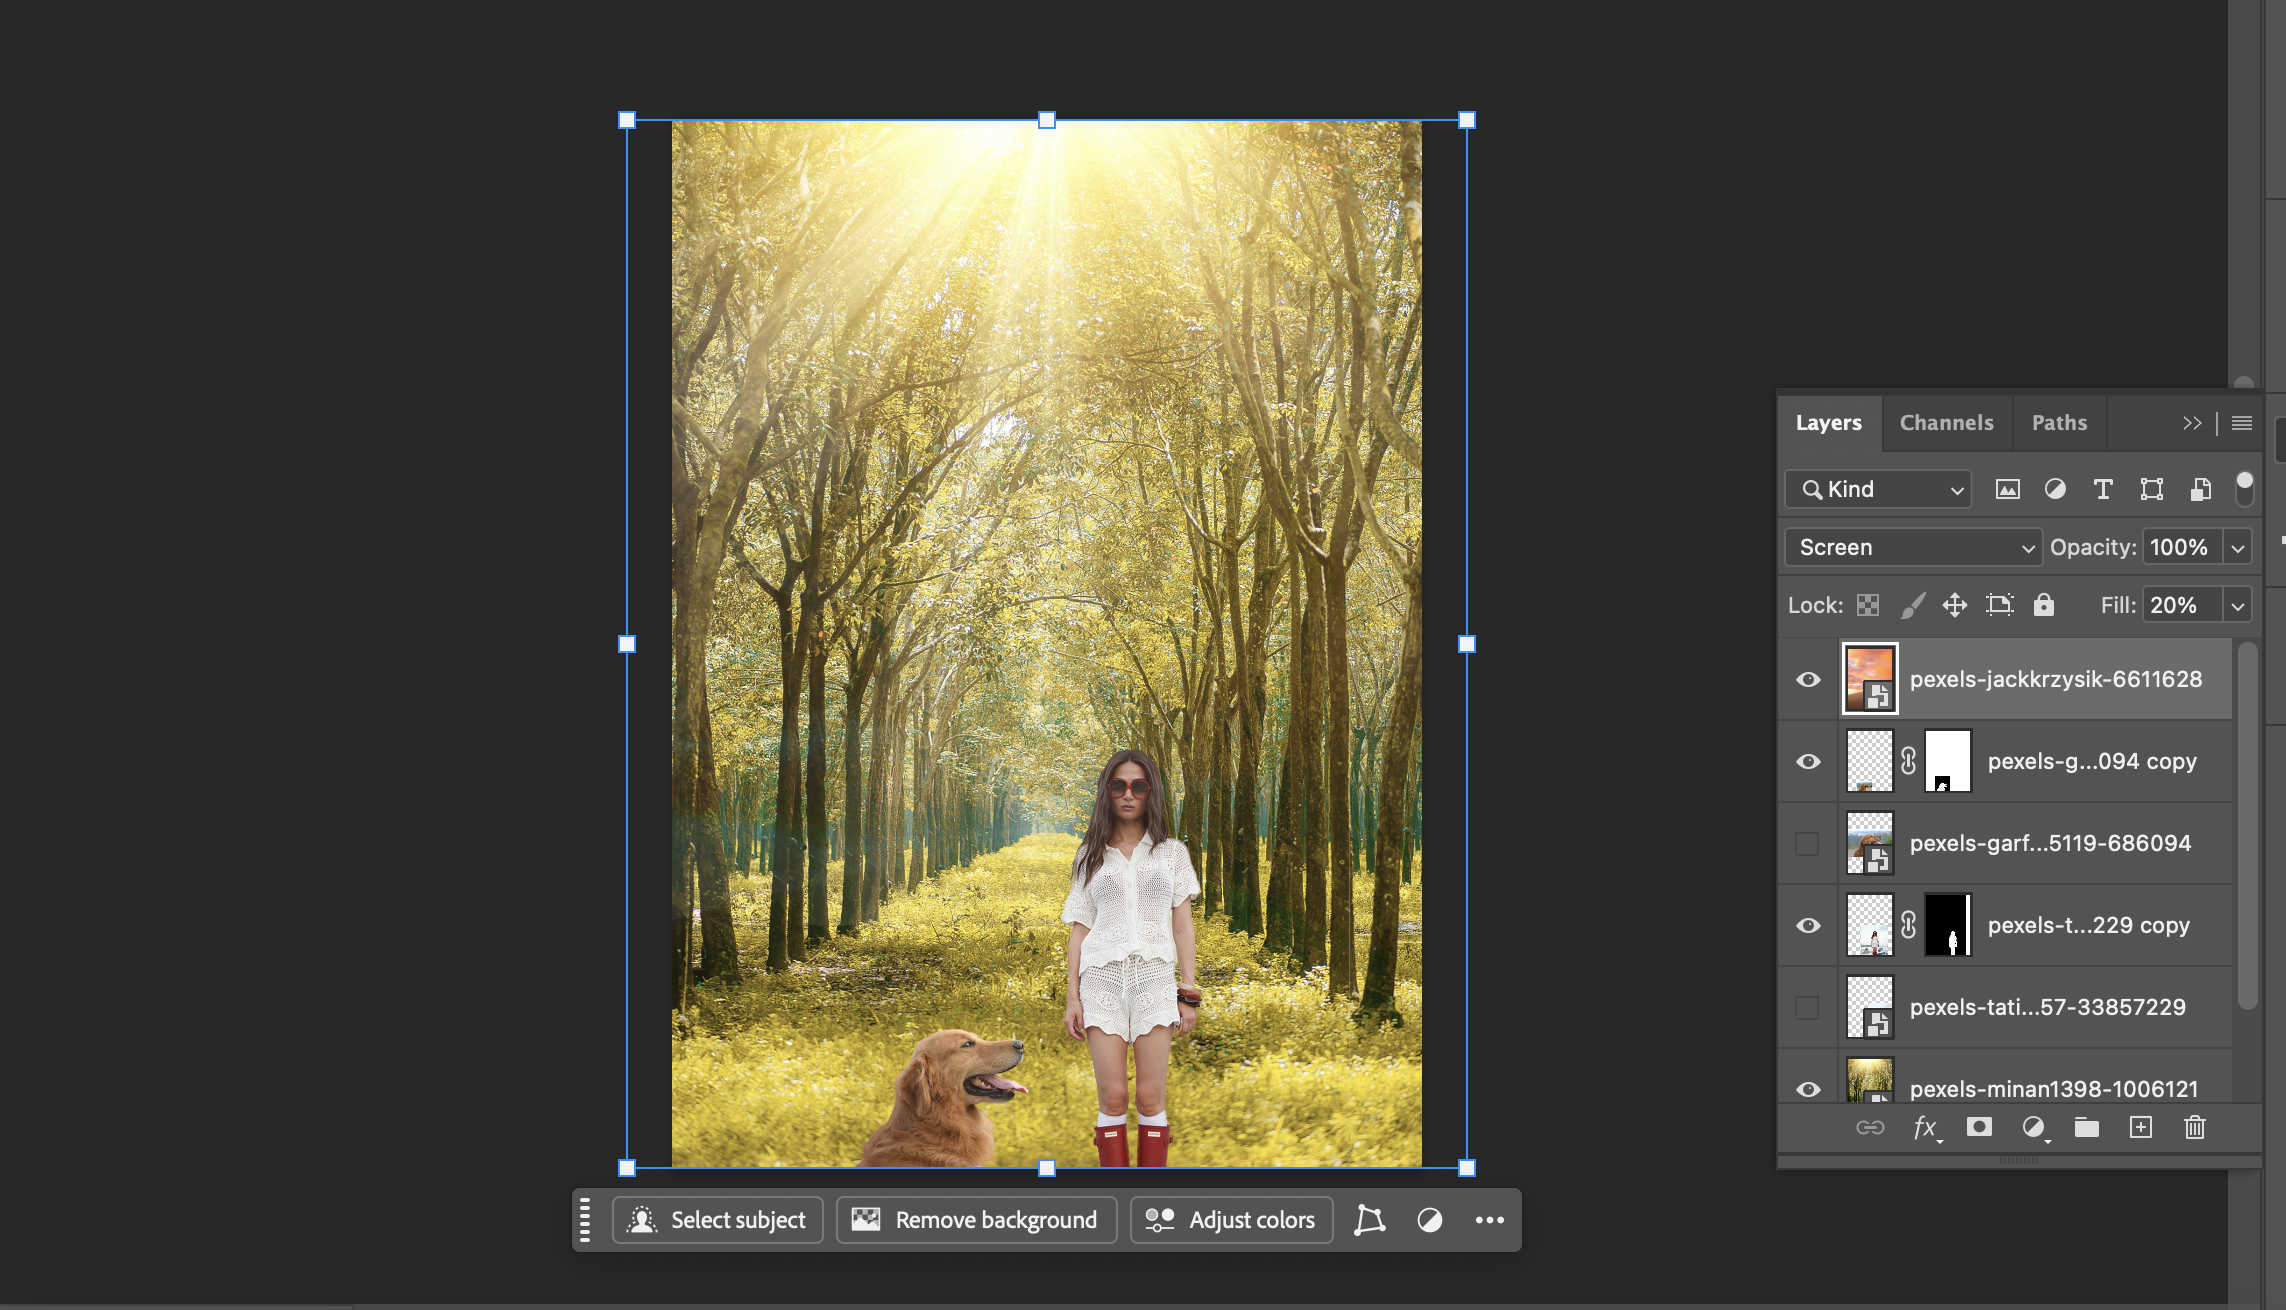 Layers Channels Paths
Kind
Screen Opacity: 100%
Lock: Fill: 20%
pexels-jackkrzysik-6611628
pexels-g...094 copy
pexels-garf...5119-686094
pexels-t...229 copy
pexels-tati...57-33857229
pexels-minan1398-1006121
fx
Select subject Remove background Adjust colors